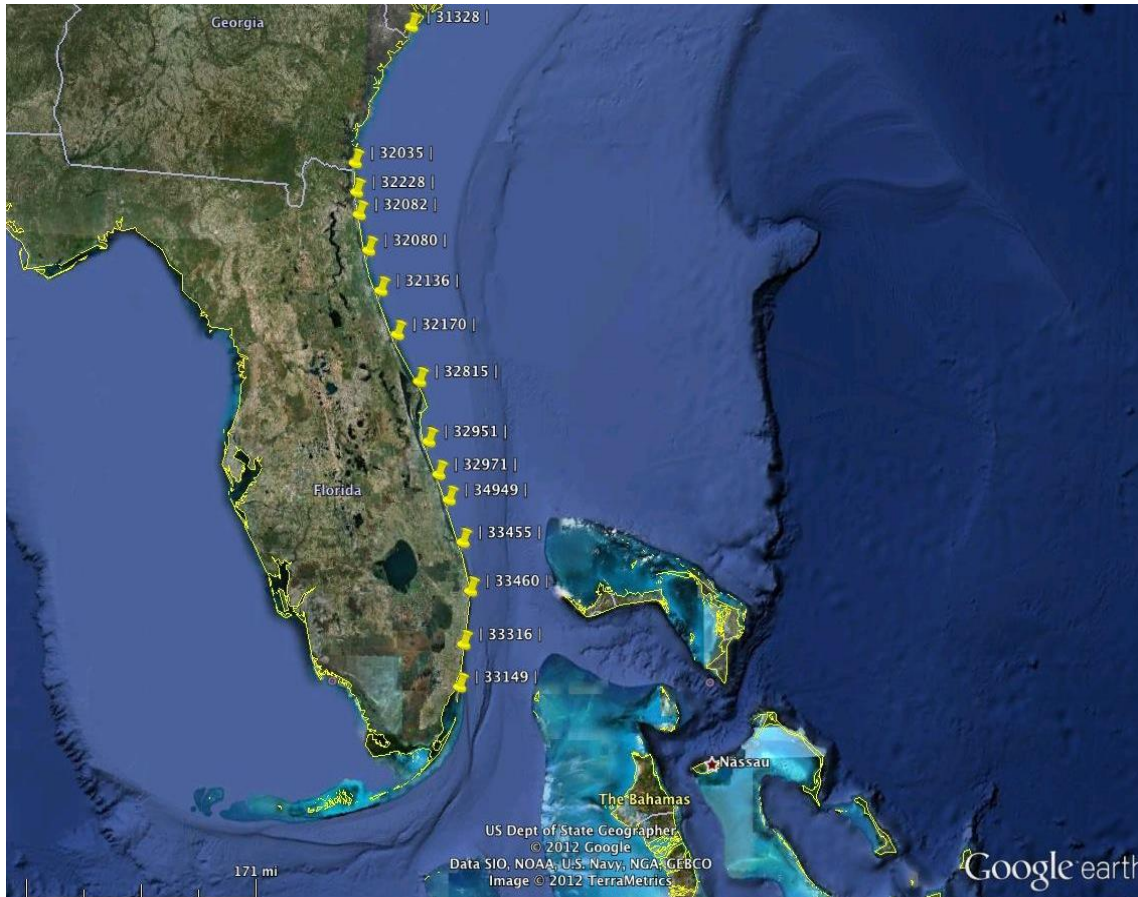 Georgia
| 31328 |
| 32035 |
| 32228 |
| 32082 |
| 32080 |
| 32136 |
| 32170 |
| 32815 |
| 32951 |
| 32971 |
Florida
| 34949 |
| 33455 |
| 33460 |
| 33316 |
| 33149 |
Nassau
The Bahamas
US Dept of State Geographer
© 2012 Google
Data SIO, NOAA, U.S. Navy, NGA, GEBCO
Image © 2012 TerraMetrics
171 mi
Google earth